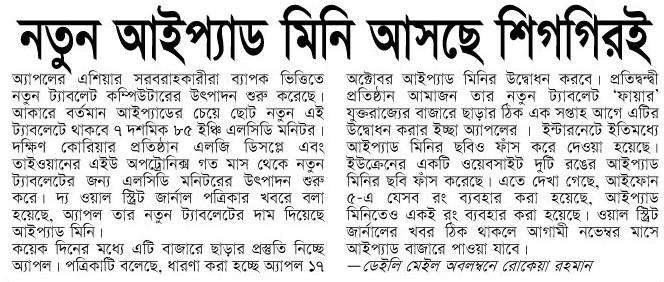 নতুন আইপ্যাড মিনি আসছে শিগগিরই
অ্যাপলের এশিয়ার সরবরাহকারীরা ব্যাপক ভিত্তিতে
নতুন ট্যাবলেট কম্পিউটারের উৎপাদন শুরু করেছে।
আকারে বর্তমান আইপ্যাডের চেয়ে ছোট নতুন এই
ট্যাবলেটে থাকবে ৭ দশমিক ৮৫ ইঞ্চি এলসিডি মনিটর।
দক্ষিণ কোরিয়ার প্রতিষ্ঠান এলজি ডিসপ্লে এবং
তাইওয়ানের এইউ অপট্রোনিক্স গত মাস থেকে নতুন
ট্যাবলেটের জন্য এলসিডি মনিটরের উৎপাদন শুরু
করে। দ্য ওয়াল স্ট্রিট জার্নাল পত্রিকার খবরে বলা
হয়েছে, অ্যাপল তার নতুন ট্যাবলেটের দাম দিয়েছে
আইপ্যাড মিনি।
কয়েক দিনের মধ্যে এটি বাজারে ছাড়ার প্রস্তুতি নিচ্ছে
অ্যাপল। পত্রিকাটি বলেছে, ধারণা করা হচ্ছে অ্যাপল ১৭
অক্টোবর আইপ্যাড মিনির উদ্বোধন করবে। প্রতিদ্বন্দ্বী
প্রতিষ্ঠান আমাজন তার নতুন ট্যাবলেট ‘ফায়ার’
যুক্তরাজ্যের বাজারে ছাড়ার ঠিক এক সপ্তাহ আগে এটির
উদ্বোধন করার ইচ্ছা অ্যাপলের । ইন্টারনেটে ইতিমধ্যে
আইপ্যাড মিনির ছবিও ফাঁস করে দেওয়া হয়েছে।
ইউক্রেনের একটি ওয়েবসাইট দুটি রঙের আইপ্যাড
মিনির ছবি ফাঁস করেছে। এতে দেখা গেছে, আইফোন
৫-এ যেসব রং ব্যবহার করা হয়েছে, আইপ্যাড
মিনিতেও একই রং ব্যবহার করা হয়েছে। ওয়াল স্ট্রিট
জার্নালের খবর ঠিক থাকলে আগামী নভেম্বর মাসে
আইপ্যাড বাজারে পাওয়া যাবে।
—ডেইলি মেইল অবলম্বনে রোকেয়া রহমান